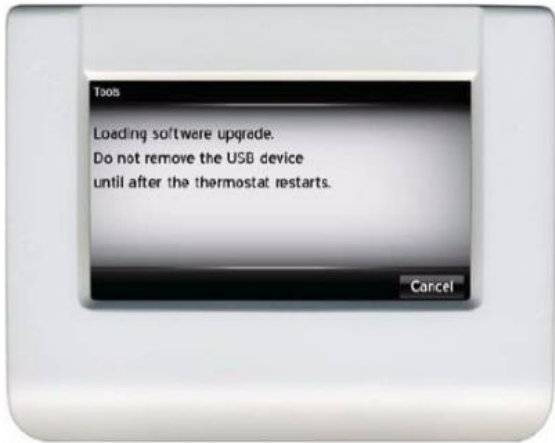 Tools
Loading software upgrade.
Do not remove the USB device
until after the thermostat restarts.
Cancel